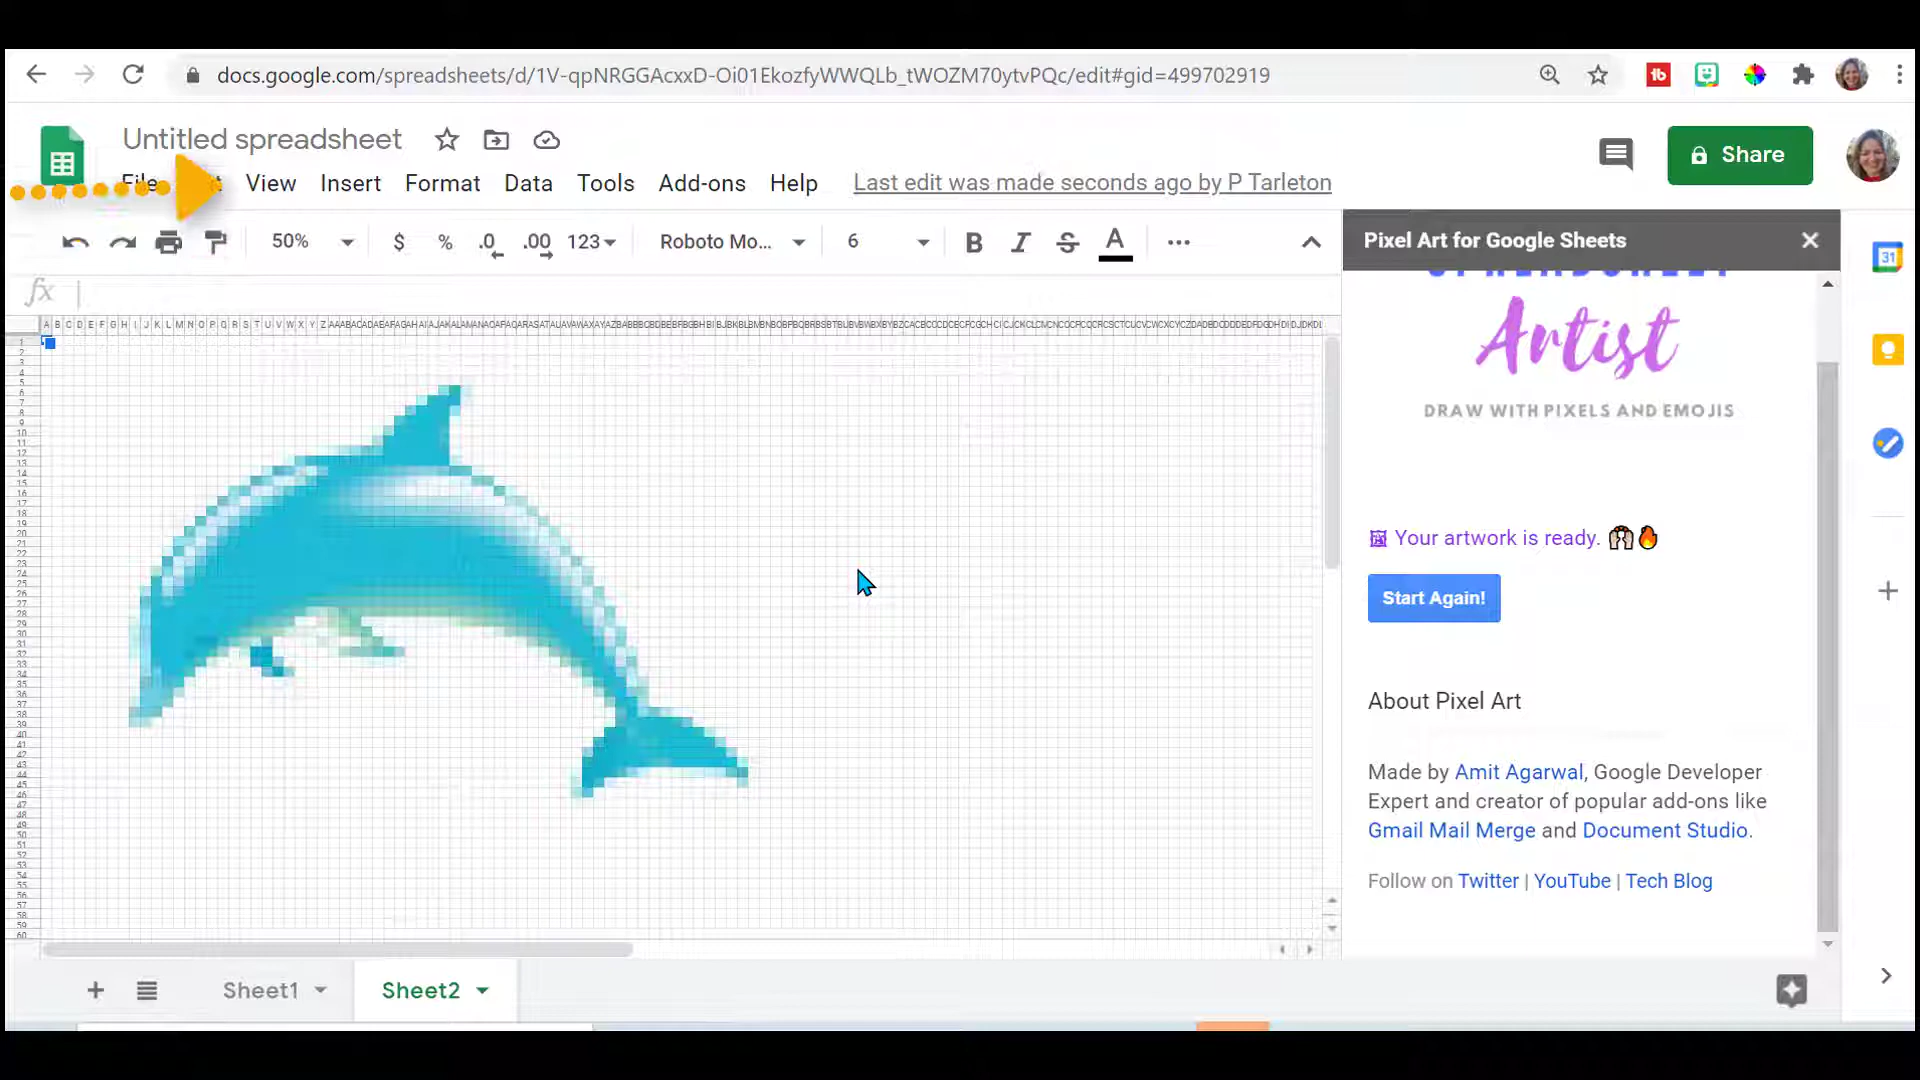 docs.google.com/spreadsheets/d/1V-qpNRGGAcxxD-Oi01EkozfyWWQLb_tWOZM70ytvPQc/edit#gid=499702919
Untitled spreadsheet
Share
View Insert Format Data Tools Add-ons Help Last edit was made seconds ago by P Tarleton
50% $ % .0 .00 123 Roboto Mo... 6 B I S A
Pixel Art for Google Sheets
31
fx
Artist
DRAW WITH PIXELS AND EMOJIS
Your artwork is ready.
Start Again!
About Pixel Art
Made by Amit Agarwal, Google Developer
Expert and creator of popular add-ons like
Gmail Mail Merge and Document Studio.
Follow on Twitter | YouTube | Tech Blog
Sheet1 Sheet2